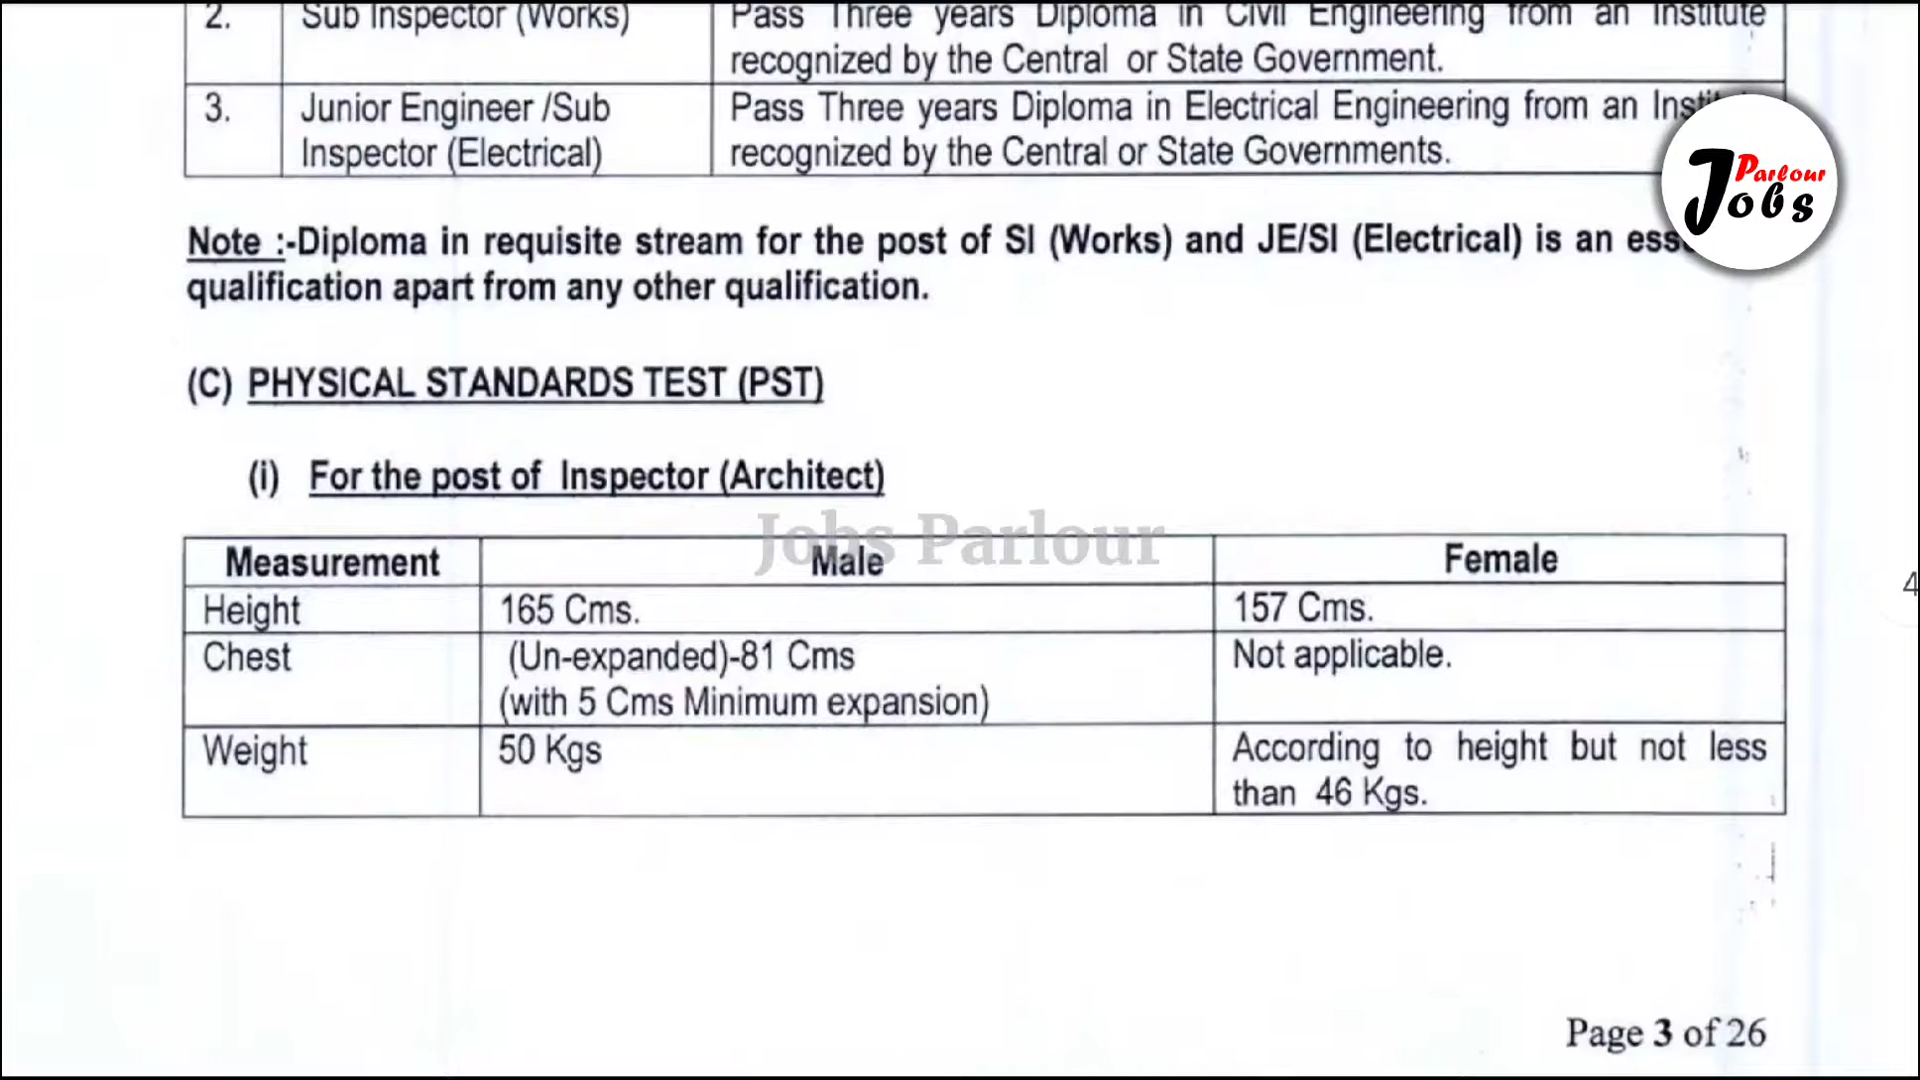 2. Sub Inspector (Works) Pass Three years Diploma in Civil Engineering from an Institute
recognized by the Central or State Government.
3. Junior Engineer /Sub Pass Three years Diploma in Electrical Engineering from an
Inspector (Electrical) recognized by the Central or State Governments.
Parlour
Jobs
Note :-Diploma in requisite stream for the post of SI (Works) and JE/SI (Electrical) is an
qualification apart from any other qualification.
(C) PHYSICAL STANDARDS TEST (PST)
(i) For the post of Inspector (Architect)
Jobs Parlour
Measurement Male Female
Height 165 Cms. 157 Cms.
Chest (Un-expanded)-81 Cms Not applicable.
(with 5 Cms Minimum expansion)
Weight 50 Kgs According to height but not less
than 46 Kgs.
4
Page 3 of 26